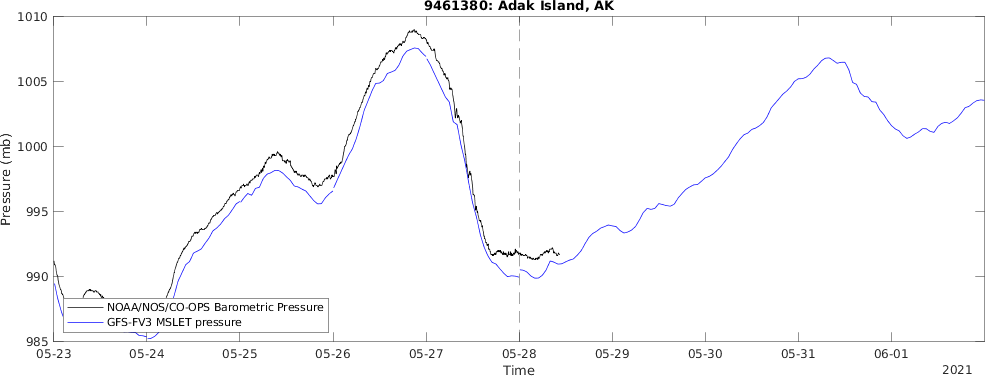 9461380: Adak Island, AK
Pressure (mb)
1010
1005
1000
995
990
985
NOAA/NOS/CO-OPS Barometric Pressure
GFS-FV3 MSLET pressure
05-23 05-24 05-25 05-26 05-27 05-28 05-29 05-30 05-31 06-01
Time
2021